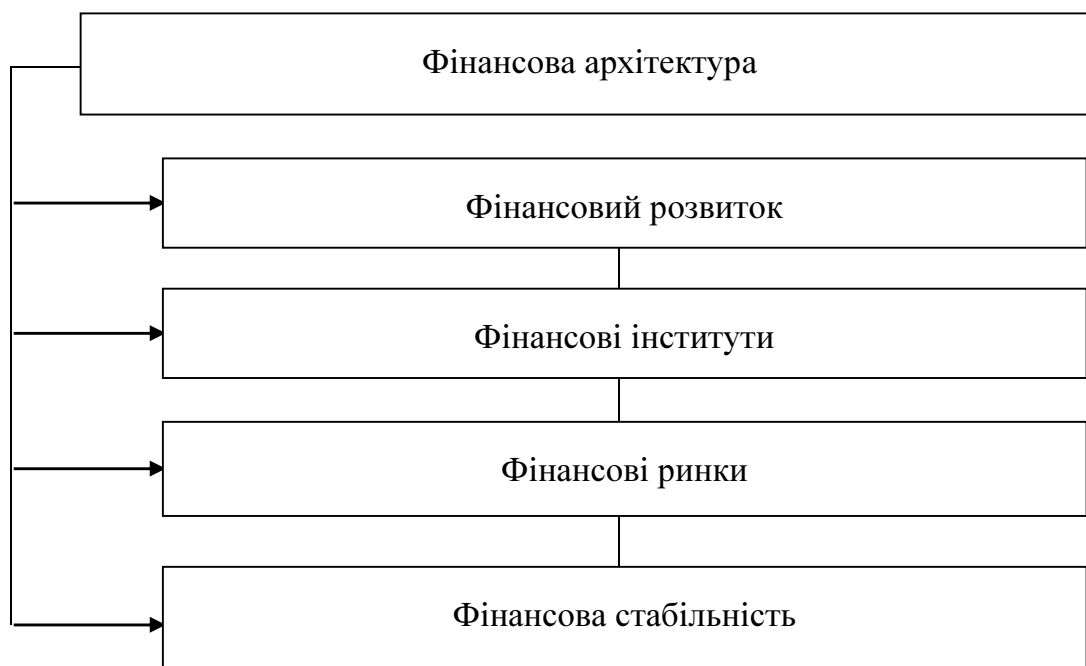 Фінансова архітектура
Фінансовий розвиток
Фінансові інститути
Фінансові ринки
Фінансова стабільність